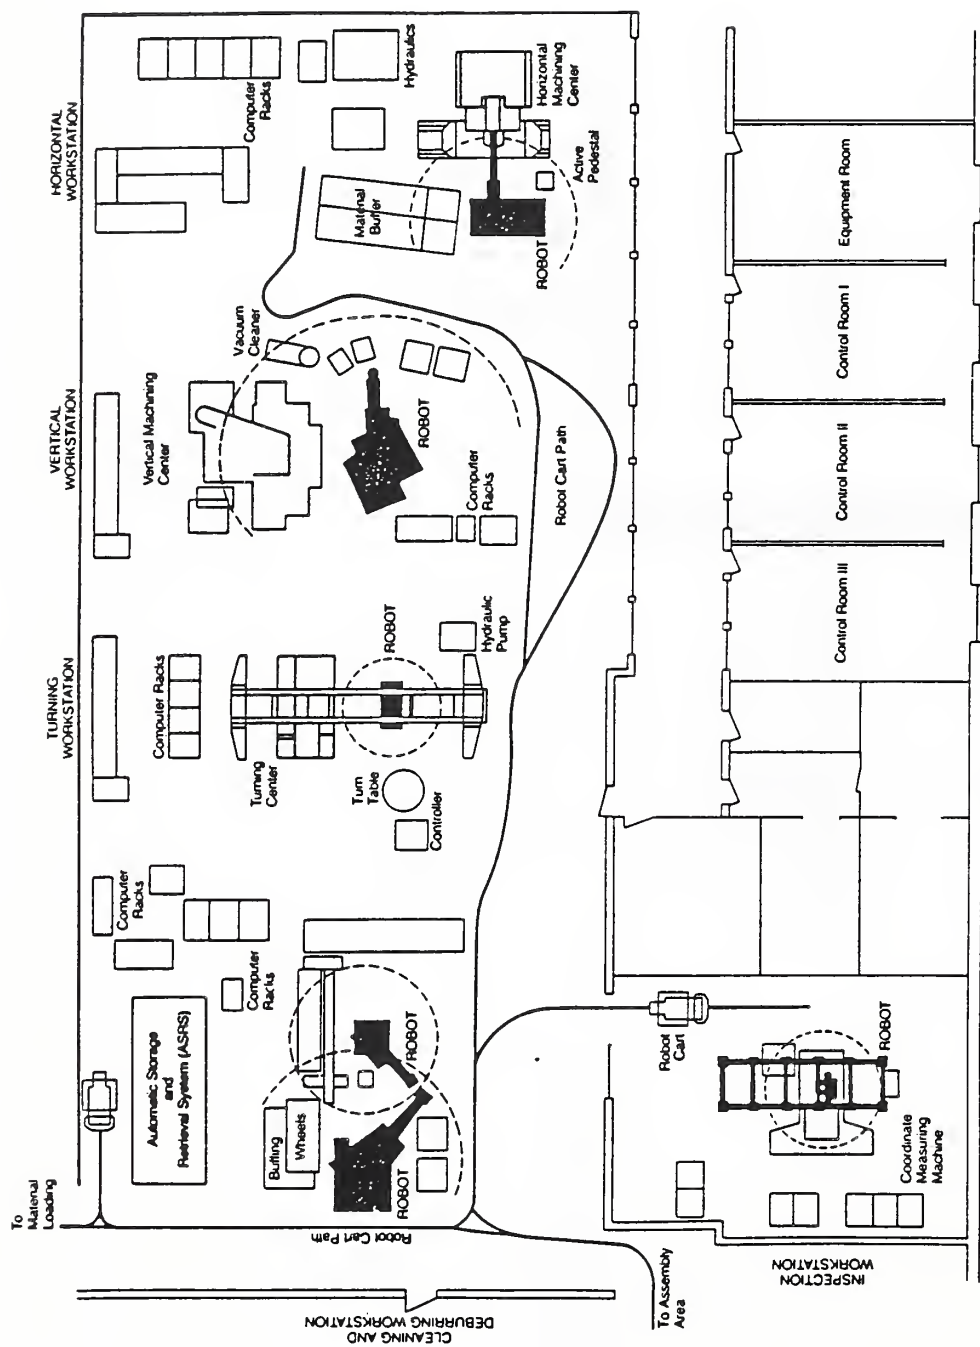 HORIZONTAL
WORKSTATION
Computer
Racks
Hydraulics
Horizontal
Machining
Center
Active
Pedestal
Material
Buffer
ROBOT
Equipment Room
VERTICAL
WORKSTATION
Vertical Machining
Center
Vacuum
Cleaner
ROBOT
Computer
Racks
Robot Cart Path
Control Room I
Control Room II
Control Room III
TURNING
WORKSTATION
Computer Racks
Turning
Center
Turn
Table
Controller
ROBOT
Hydraulic
Pump
Computer
Racks
Computer
Racks
Automatic Storage
and
Retrieval System (ASRS)
Buffing
Wheels
ROBOT
ROBOT
To
Material
Loading
Robot Cart Path
CLEANING AND
DEBURRING WORKSTATION
To Assembly
Area
Robot
Cart
ROBOT
Coordinate
Measuring
Machine
INSPECTION
WORKSTATION